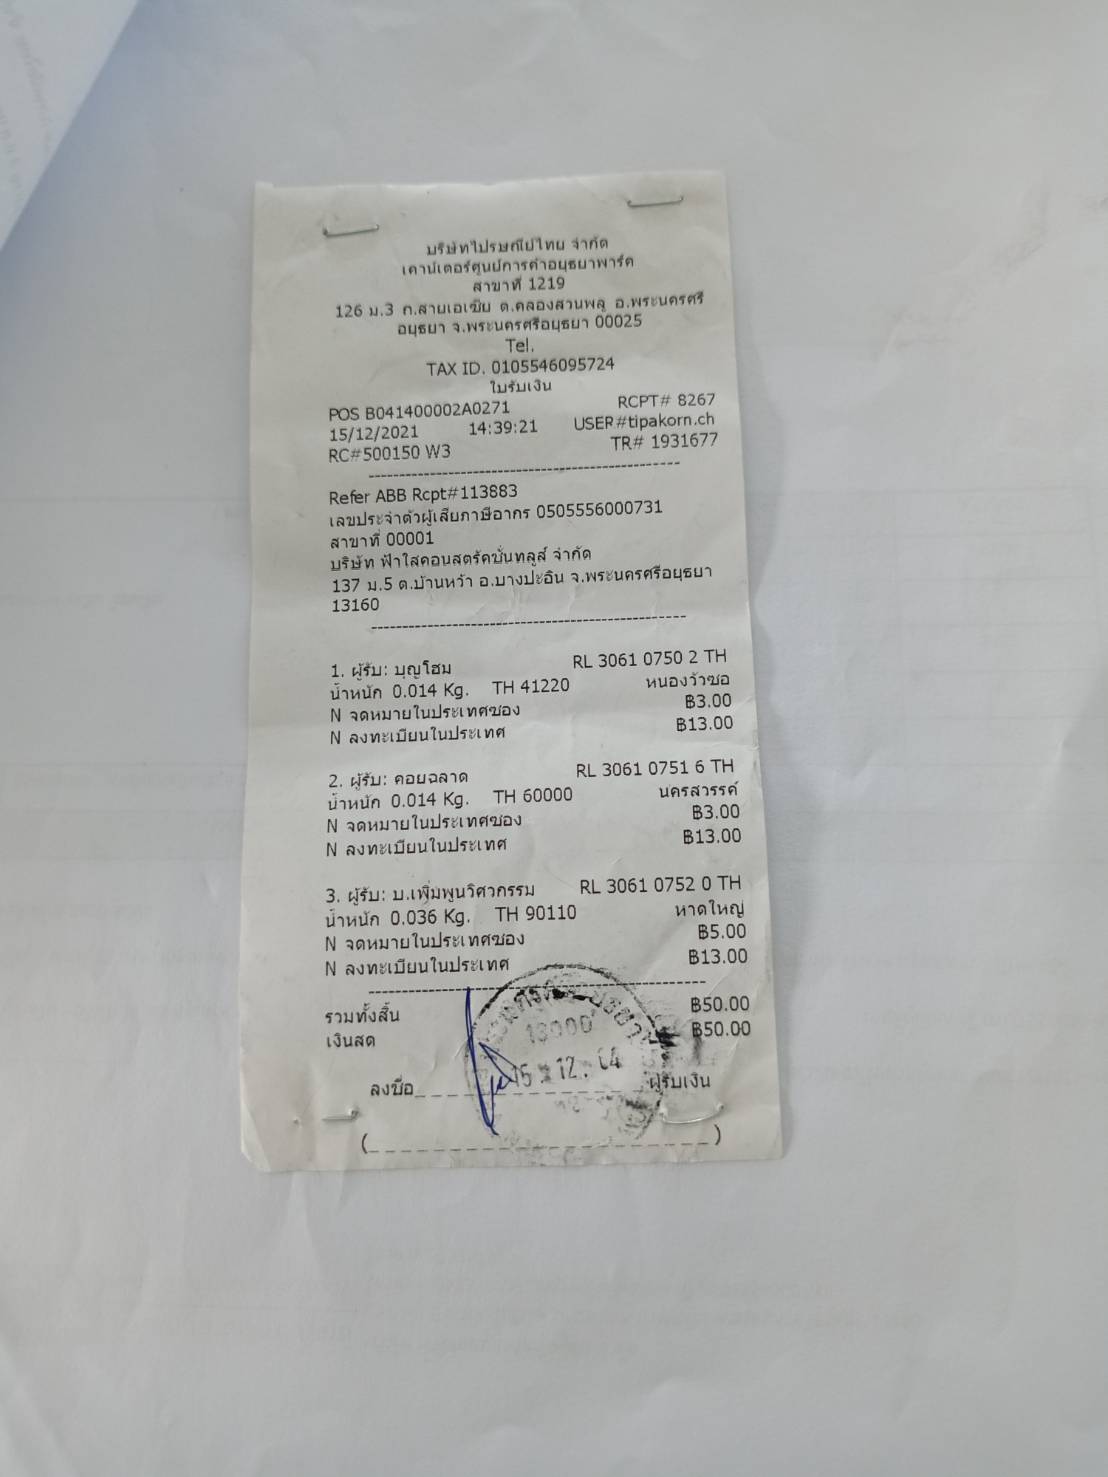 บริษัทไปรษณีย์ไทย จำกัด
เคาน์เตอร์ศูนย์การค้าอยุธยาพาร์ค
สาขาที่ 1219
126 ม.3 ถ.สายเอเซีย ต.คลองสวนพลู อ.พระนครศรี
อยุธยา จ.พระนครศรีอยุธยา 00025
Tel.
TAX ID. 0105546095724
ใบรับเงิน
POS B041400002A0271 RCPT# 8267
15/12/2021 14:39:21 USER#tipakorn.ch
RC#500150 W3 TR# 1931677
Refer ABB Rcpt#113883
เลขประจำตัวผู้เสียภาษีอากร 0505556000731
สาขาที่ 00001
บริษัท ฟ้าใสคอนสตรัคชั่นทลูส์ จำกัด
137 ม.5 ต.บ้านหว้า อ.บางปะอิน จ.พระนครศรีอยุธยา
13160
1. ผู้รับ: บุญโฮม RL 3061 0750 2 TH
น้ำหนัก 0.014 Kg. TH 41220 หนองวัวซอ
N จดหมายในประเทศซอง ฿3.00
N ลงทะเบียนในประเทศ ฿13.00
2. ผู้รับ: คอยฉลาด RL 3061 0751 6 TH
น้ำหนัก 0.014 Kg. TH 60000 นครสวรรค์
N จดหมายในประเทศซอง ฿3.00
N ลงทะเบียนในประเทศ ฿13.00
3. ผู้รับ: บ.เพิ่มพูนวิศวกรรม RL 3061 0752 0 TH
น้ำหนัก 0.036 Kg. TH 90110 หาดใหญ่
N จดหมายในประเทศซอง ฿5.00
N ลงทะเบียนในประเทศ ฿13.00
รวมทั้งสิ้น ฿50.00
เงินสด ฿50.00
13000
15 12. 64
ลงชื่อ ผู้รับเงิน
( )